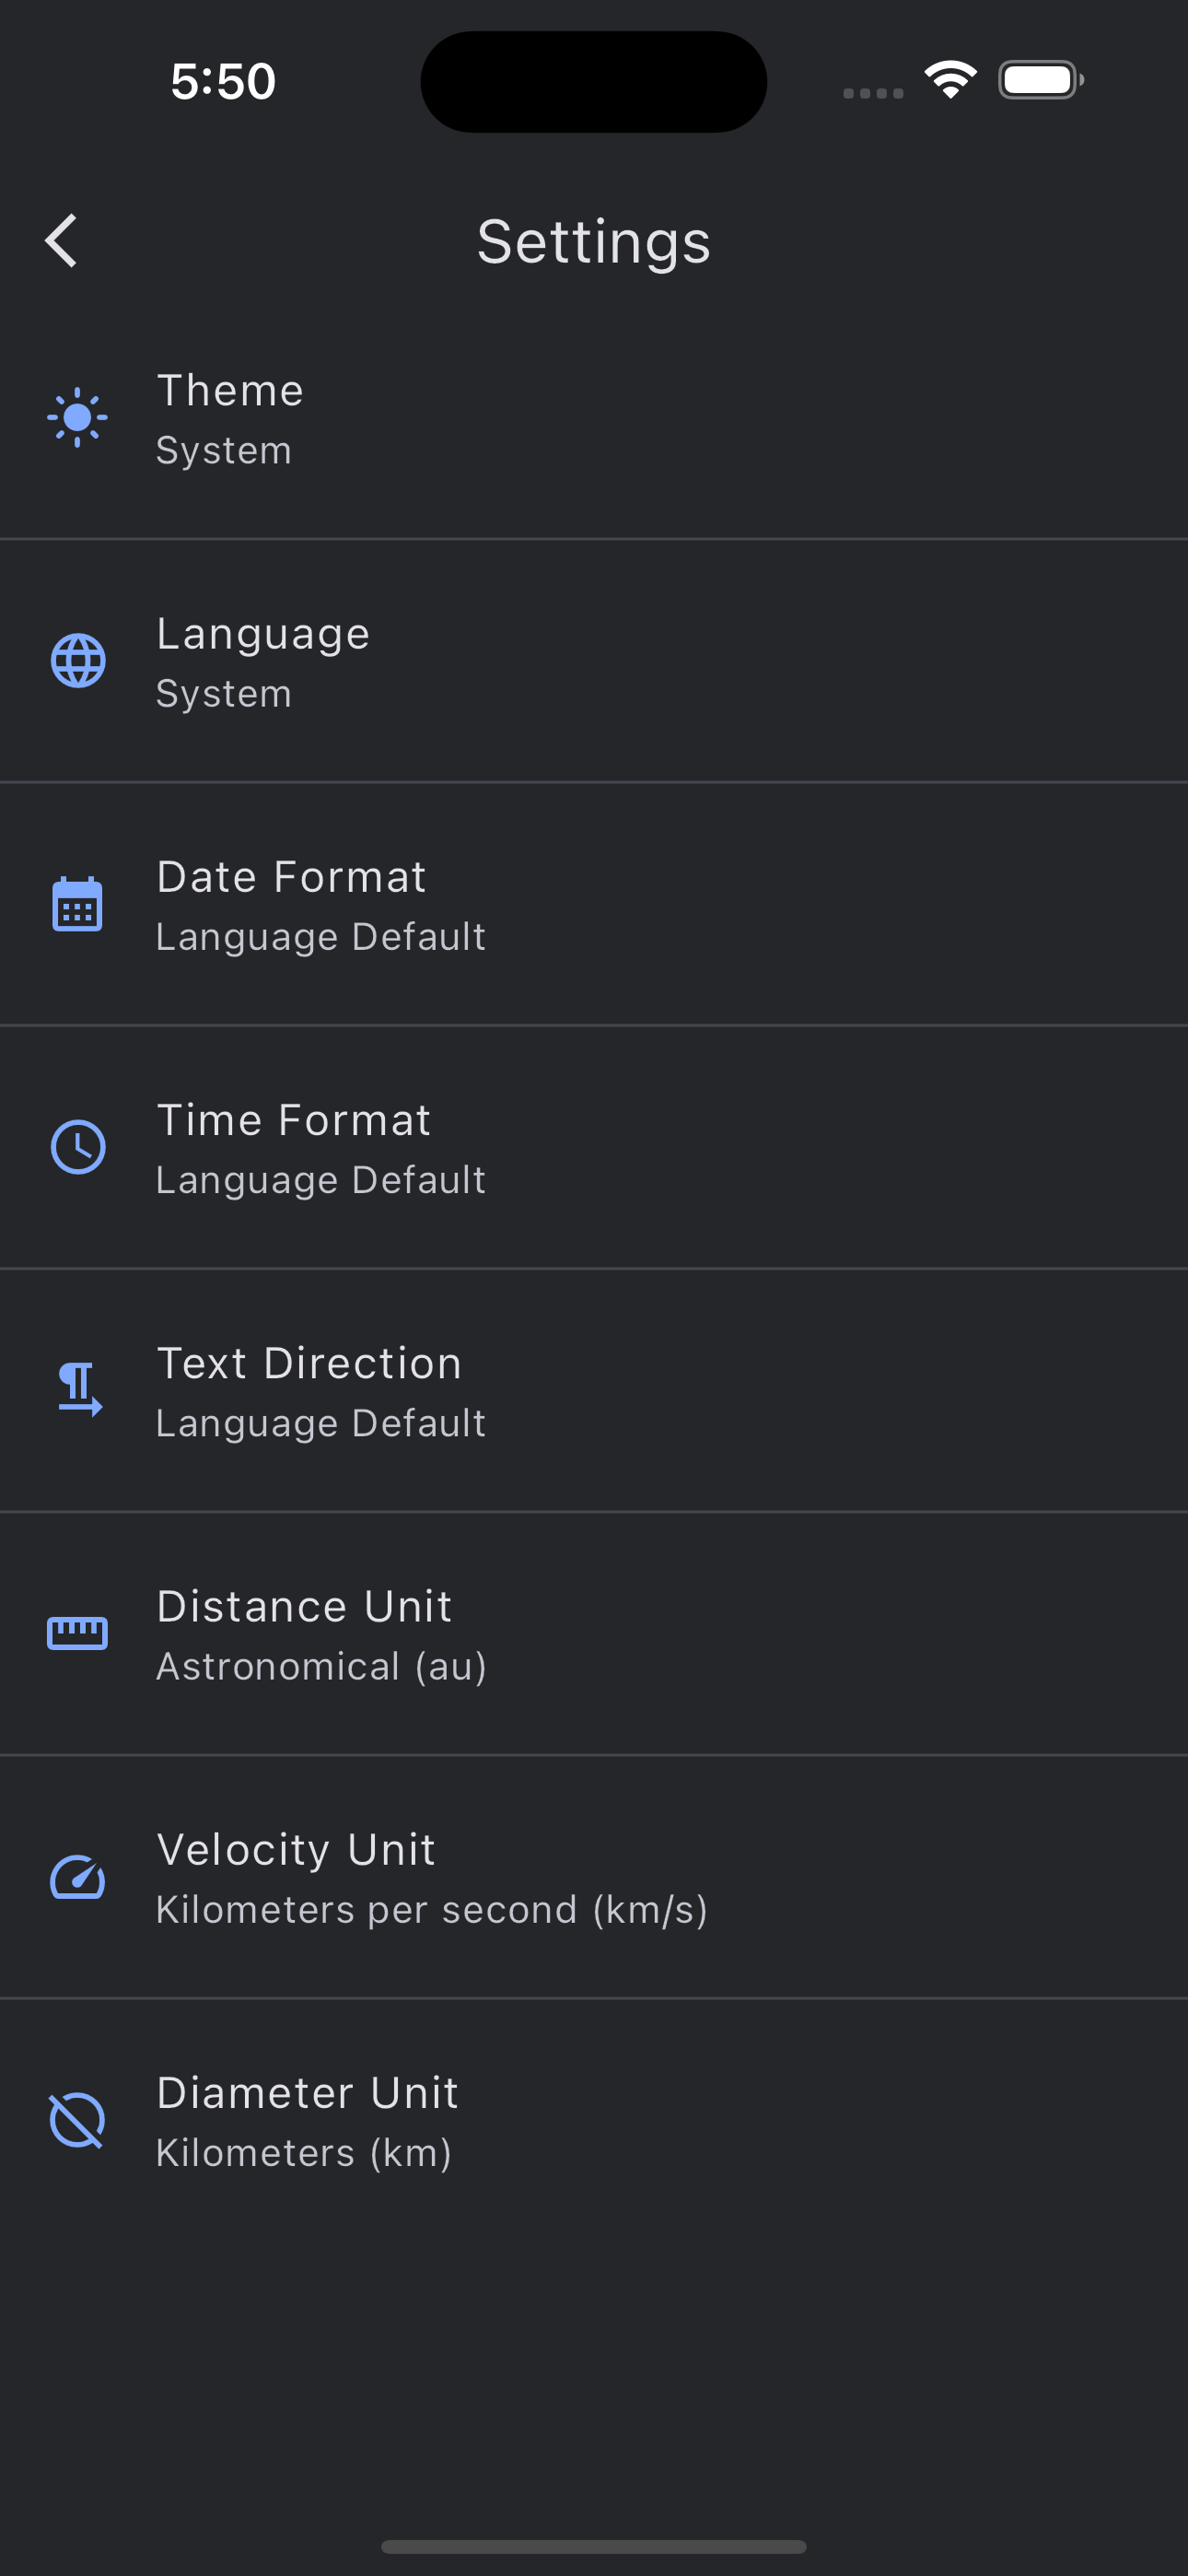 5:50
Settings
Theme
System
Language
System
Date Format
Language Default
Time Format
Language Default
Text Direction
Language Default
Distance Unit
Astronomical (au)
Velocity Unit
Kilometers per second (km/s)
Diameter Unit
Kilometers (km)